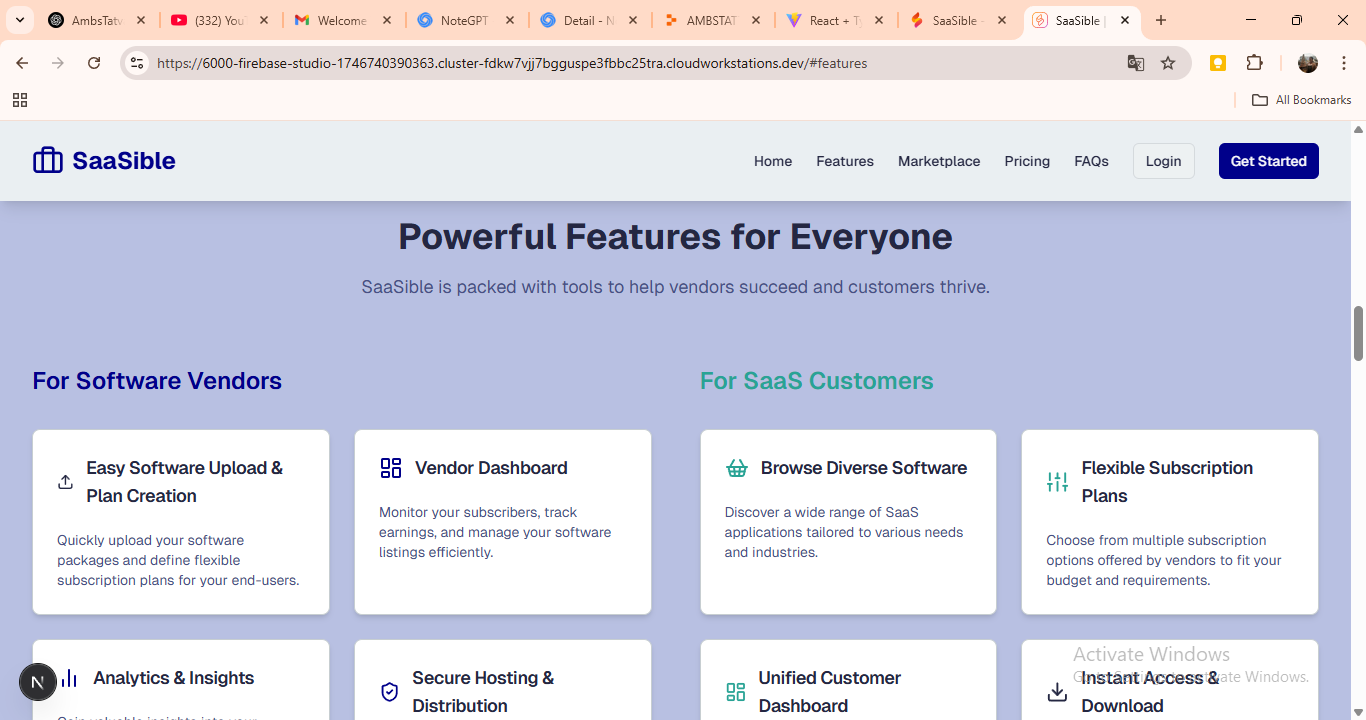 AmbsTatv
(332) You
Welcome
NoteGPT
Detail - N
AMBSTAT
React + Ty
SaaSible -
SaaSible |
https://6000-firebase-studio-1746740390363.cluster-fdkw7vjj7bgguspe3fbbc25tra.cloudworkstations.dev/#features
All Bookmarks
SaaSible
Home
Features
Marketplace
Pricing
FAQs
Login
Get Started
Powerful Features for Everyone
SaaSible is packed with tools to help vendors succeed and customers thrive.
For Software Vendors
Easy Software Upload &
Plan Creation
Quickly upload your software
packages and define flexible
subscription plans for your end-users.
Vendor Dashboard
Monitor your subscribers, track
earnings, and manage your software
listings efficiently.
Analytics & Insights
Secure Hosting &
Distribution
For SaaS Customers
Browse Diverse Software
Discover a wide range of SaaS
applications tailored to various needs
and industries.
Flexible Subscription
Plans
Choose from multiple subscription
options offered by vendors to fit your
budget and requirements.
Unified Customer
Dashboard
Instant Access &
Download
Activate Windows
Go to Settings to activate Windows.
N